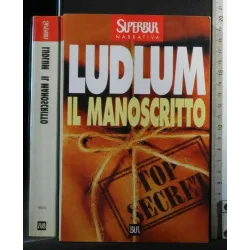 SUPERBUR
NARRATIVA
LUDLUM
IL MANOSCRITTO
TOP
SECRET
BUR
LUDLUM IL MANOSCRITTO